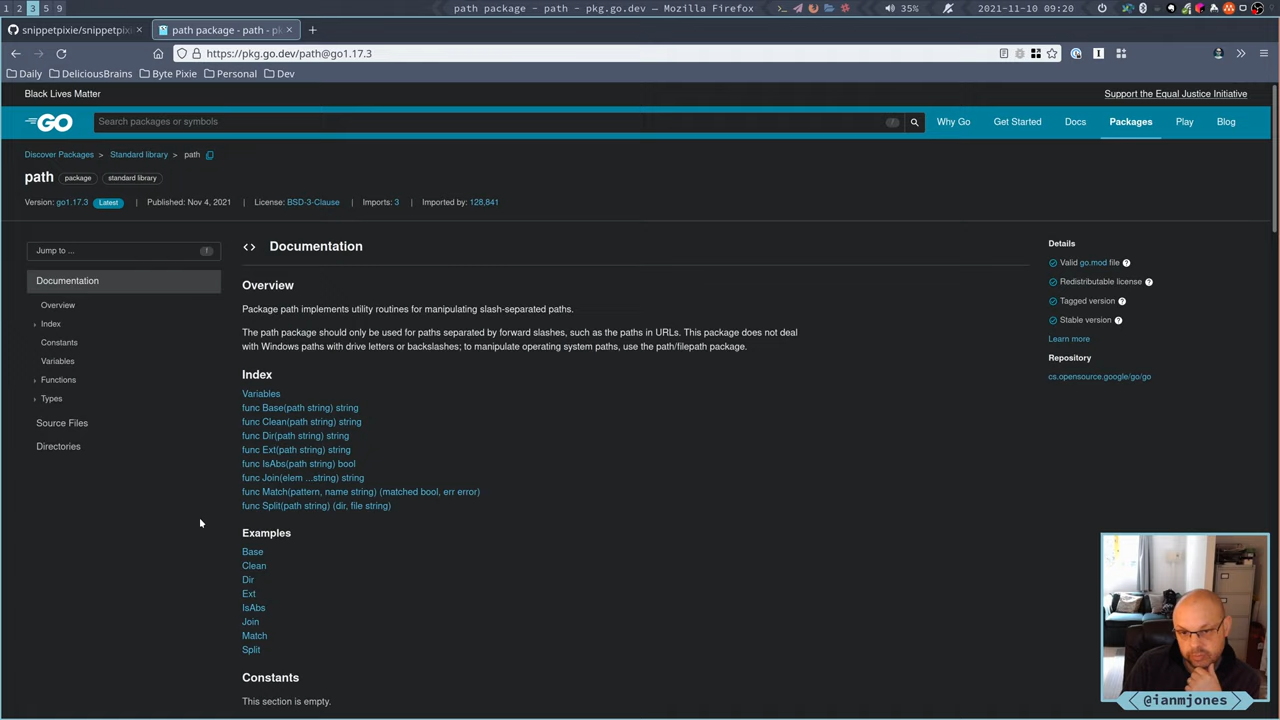 1 2 3 5 9
path package - path - pkg.go.dev — Mozilla Firefox
35%
2021-11-10 09:20
snippetpixie/snippetpixi
path package - path - pk
https://pkg.go.dev/path@go1.17.3
Daily
DeliciousBrains
Byte Pixie
Personal
Dev
Black Lives Matter
Support the Equal Justice Initiative
GO
Search packages or symbols
/
Why Go
Get Started
Docs
Packages
Play
Blog
Discover Packages > Standard library > path
path package standard library
Version: go1.17.3 Latest | Published: Nov 4, 2021 | License: BSD-3-Clause | Imports: 3 | Imported by: 128,841
Jump to ...
Documentation
Overview
Index
Constants
Variables
Functions
Types
Source Files
Directories
<> Documentation
Overview
Package path implements utility routines for manipulating slash-separated paths.
The path package should only be used for paths separated by forward slashes, such as the paths in URLs. This package does not deal
with Windows paths with drive letters or backslashes; to manipulate operating system paths, use the path/filepath package.
Index
Variables
func Base(path string) string
func Clean(path string) string
func Dir(path string) string
func Ext(path string) string
func IsAbs(path string) bool
func Join(elem ...string) string
func Match(pattern, name string) (matched bool, err error)
func Split(path string) (dir, file string)
Examples
Base
Clean
Dir
Ext
IsAbs
Join
Match
Split
Constants
This section is empty.
Details
Valid go.mod file
Redistributable license
Tagged version
Stable version
Learn more
Repository
cs.opensource.google/go/go
@ianmjones